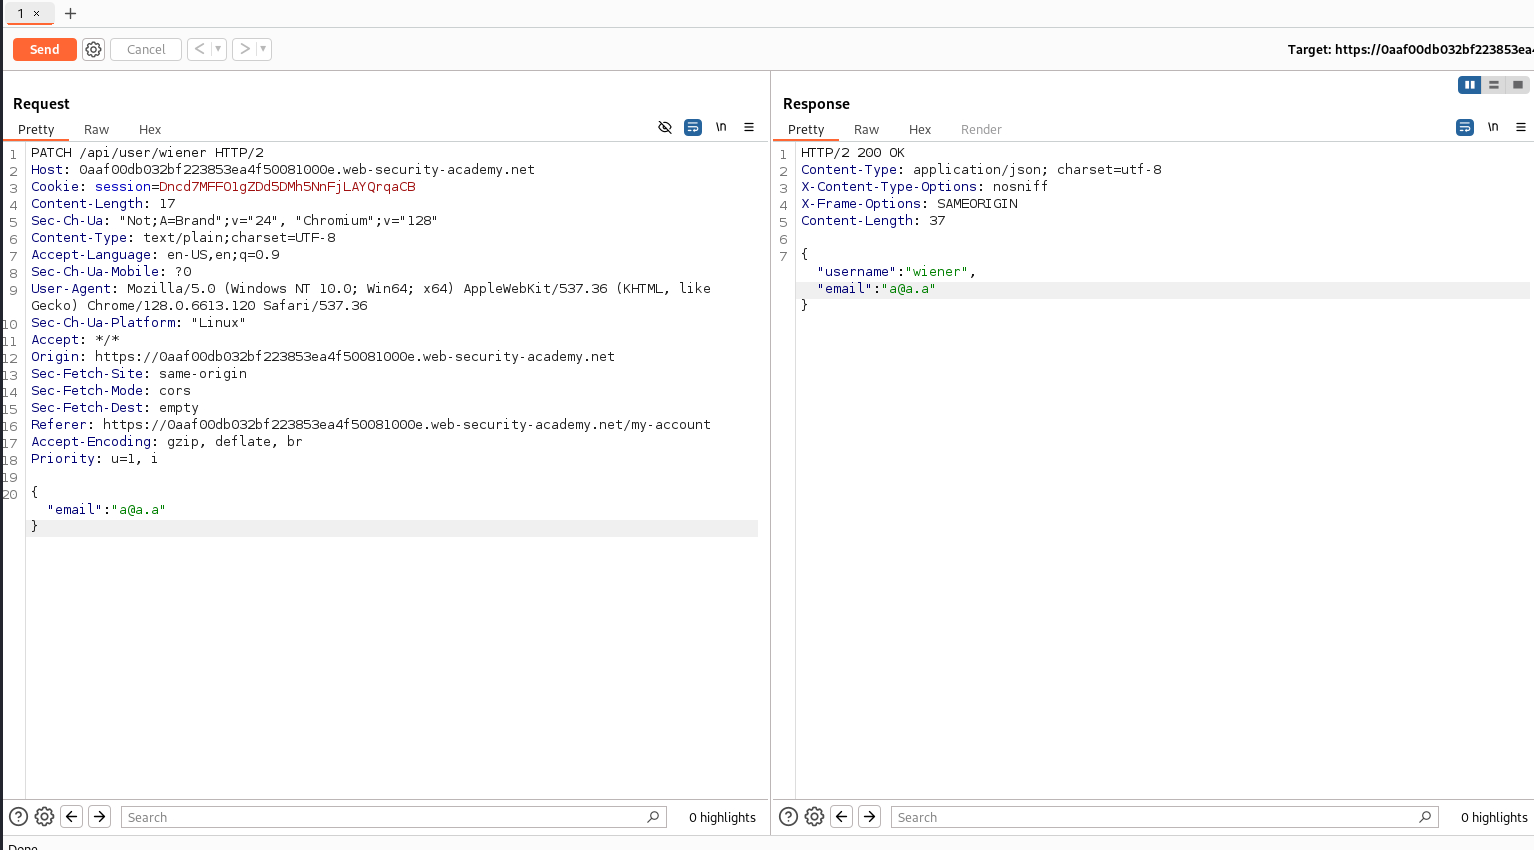 1 ×
+
Send
Cancel
<
>
Target: https://0aaf00db032bf223853ea4
Request
Pretty Raw Hex
\n
1 PATCH /api/user/wiener HTTP/2
2 Host: 0aaf00db032bf223853ea4f50081000e.web-security-academy.net
3 Cookie: session=Dncd7MFFO1gZDd5DMh5NnFjLAYQrqaCB
4 Content-Length: 17
5 Sec-Ch-Ua: "Not;A=Brand";v="24", "Chromium";v="128"
6 Content-Type: text/plain;charset=UTF-8
7 Accept-Language: en-US,en;q=0.9
8 Sec-Ch-Ua-Mobile: ?0
9 User-Agent: Mozilla/5.0 (Windows NT 10.0; Win64; x64) AppleWebKit/537.36 (KHTML, like
Gecko) Chrome/128.0.6613.120 Safari/537.36
10 Sec-Ch-Ua-Platform: "Linux"
11 Accept: */*
12 Origin: https://0aaf00db032bf223853ea4f50081000e.web-security-academy.net
13 Sec-Fetch-Site: same-origin
14 Sec-Fetch-Mode: cors
15 Sec-Fetch-Dest: empty
16 Referer: https://0aaf00db032bf223853ea4f50081000e.web-security-academy.net/my-account
17 Accept-Encoding: gzip, deflate, br
18 Priority: u=1, i
19
20 {
"email":"a@a.a"
}
Search
0 highlights
Response
Pretty Raw Hex Render
\n
1 HTTP/2 200 OK
2 Content-Type: application/json; charset=utf-8
3 X-Content-Type-Options: nosniff
4 X-Frame-Options: SAMEORIGIN
5 Content-Length: 37
6
7 {
"username":"wiener",
"email":"a@a.a"
}
Search
0 highlights
Done